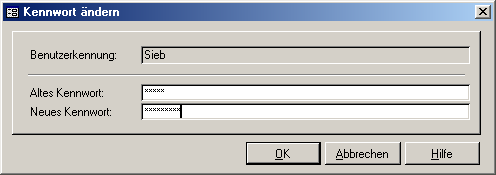 Kennwort ändern
Benutzerkennung: Sieb
Altes Kennwort: *****
Neues Kennwort: *********
OK Abbrechen Hilfe